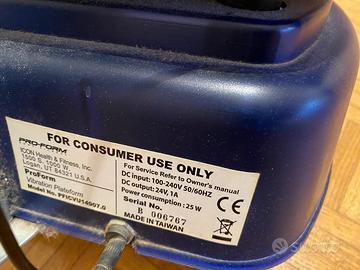 PRO-FORM
ICON Health & Fitness, Inc.
1500 S. 1000 W
Logan, UT 84321 U.S.A.
ProForm
Vibration Plateform
Model No. PFICVU14907.0
FOR CONSUMER USE ONLY
For Service Refer to Owner's manual
DC input: 100-240V 50/60HZ
DC output: 24V, 1A
Power consumption : 25 W
Serial No.
B 006767
MADE IN TAIWAN
CE
subito